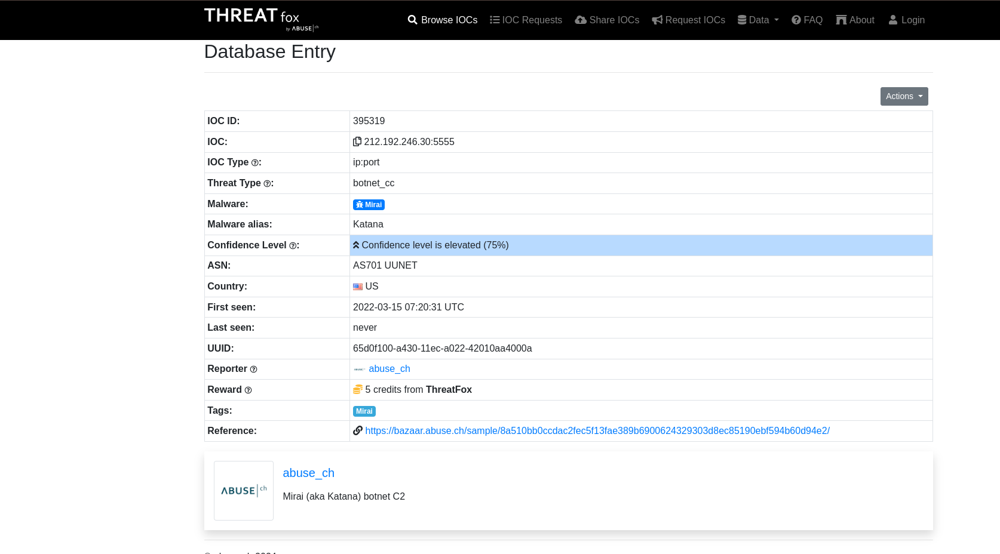 THREAT fox
by ABUSE ch
Browse IOCs IOC Requests Share IOCs Request IOCs Data FAQ About Login
Database Entry
Actions
IOC ID: 395319
IOC: 212.192.246.30:5555
IOC Type ?: ip:port
Threat Type ?: botnet_cc
Malware: Mirai
Malware alias: Katana
Confidence Level ?: Confidence level is elevated (75%)
ASN: AS701 UUNET
Country: US
First seen: 2022-03-15 07:20:31 UTC
Last seen: never
UUID: 65d0f100-a430-11ec-a022-42010aa4000a
Reporter ? abuse_ch
Reward ? 5 credits from ThreatFox
Tags: Mirai
Reference: https://bazaar.abuse.ch/sample/8a510bb0ccdac2fec5f13fae389b6900624329303d8ec85190ebf594b60d94e2/
ABUSE ch
abuse_ch
Mirai (aka Katana) botnet C2